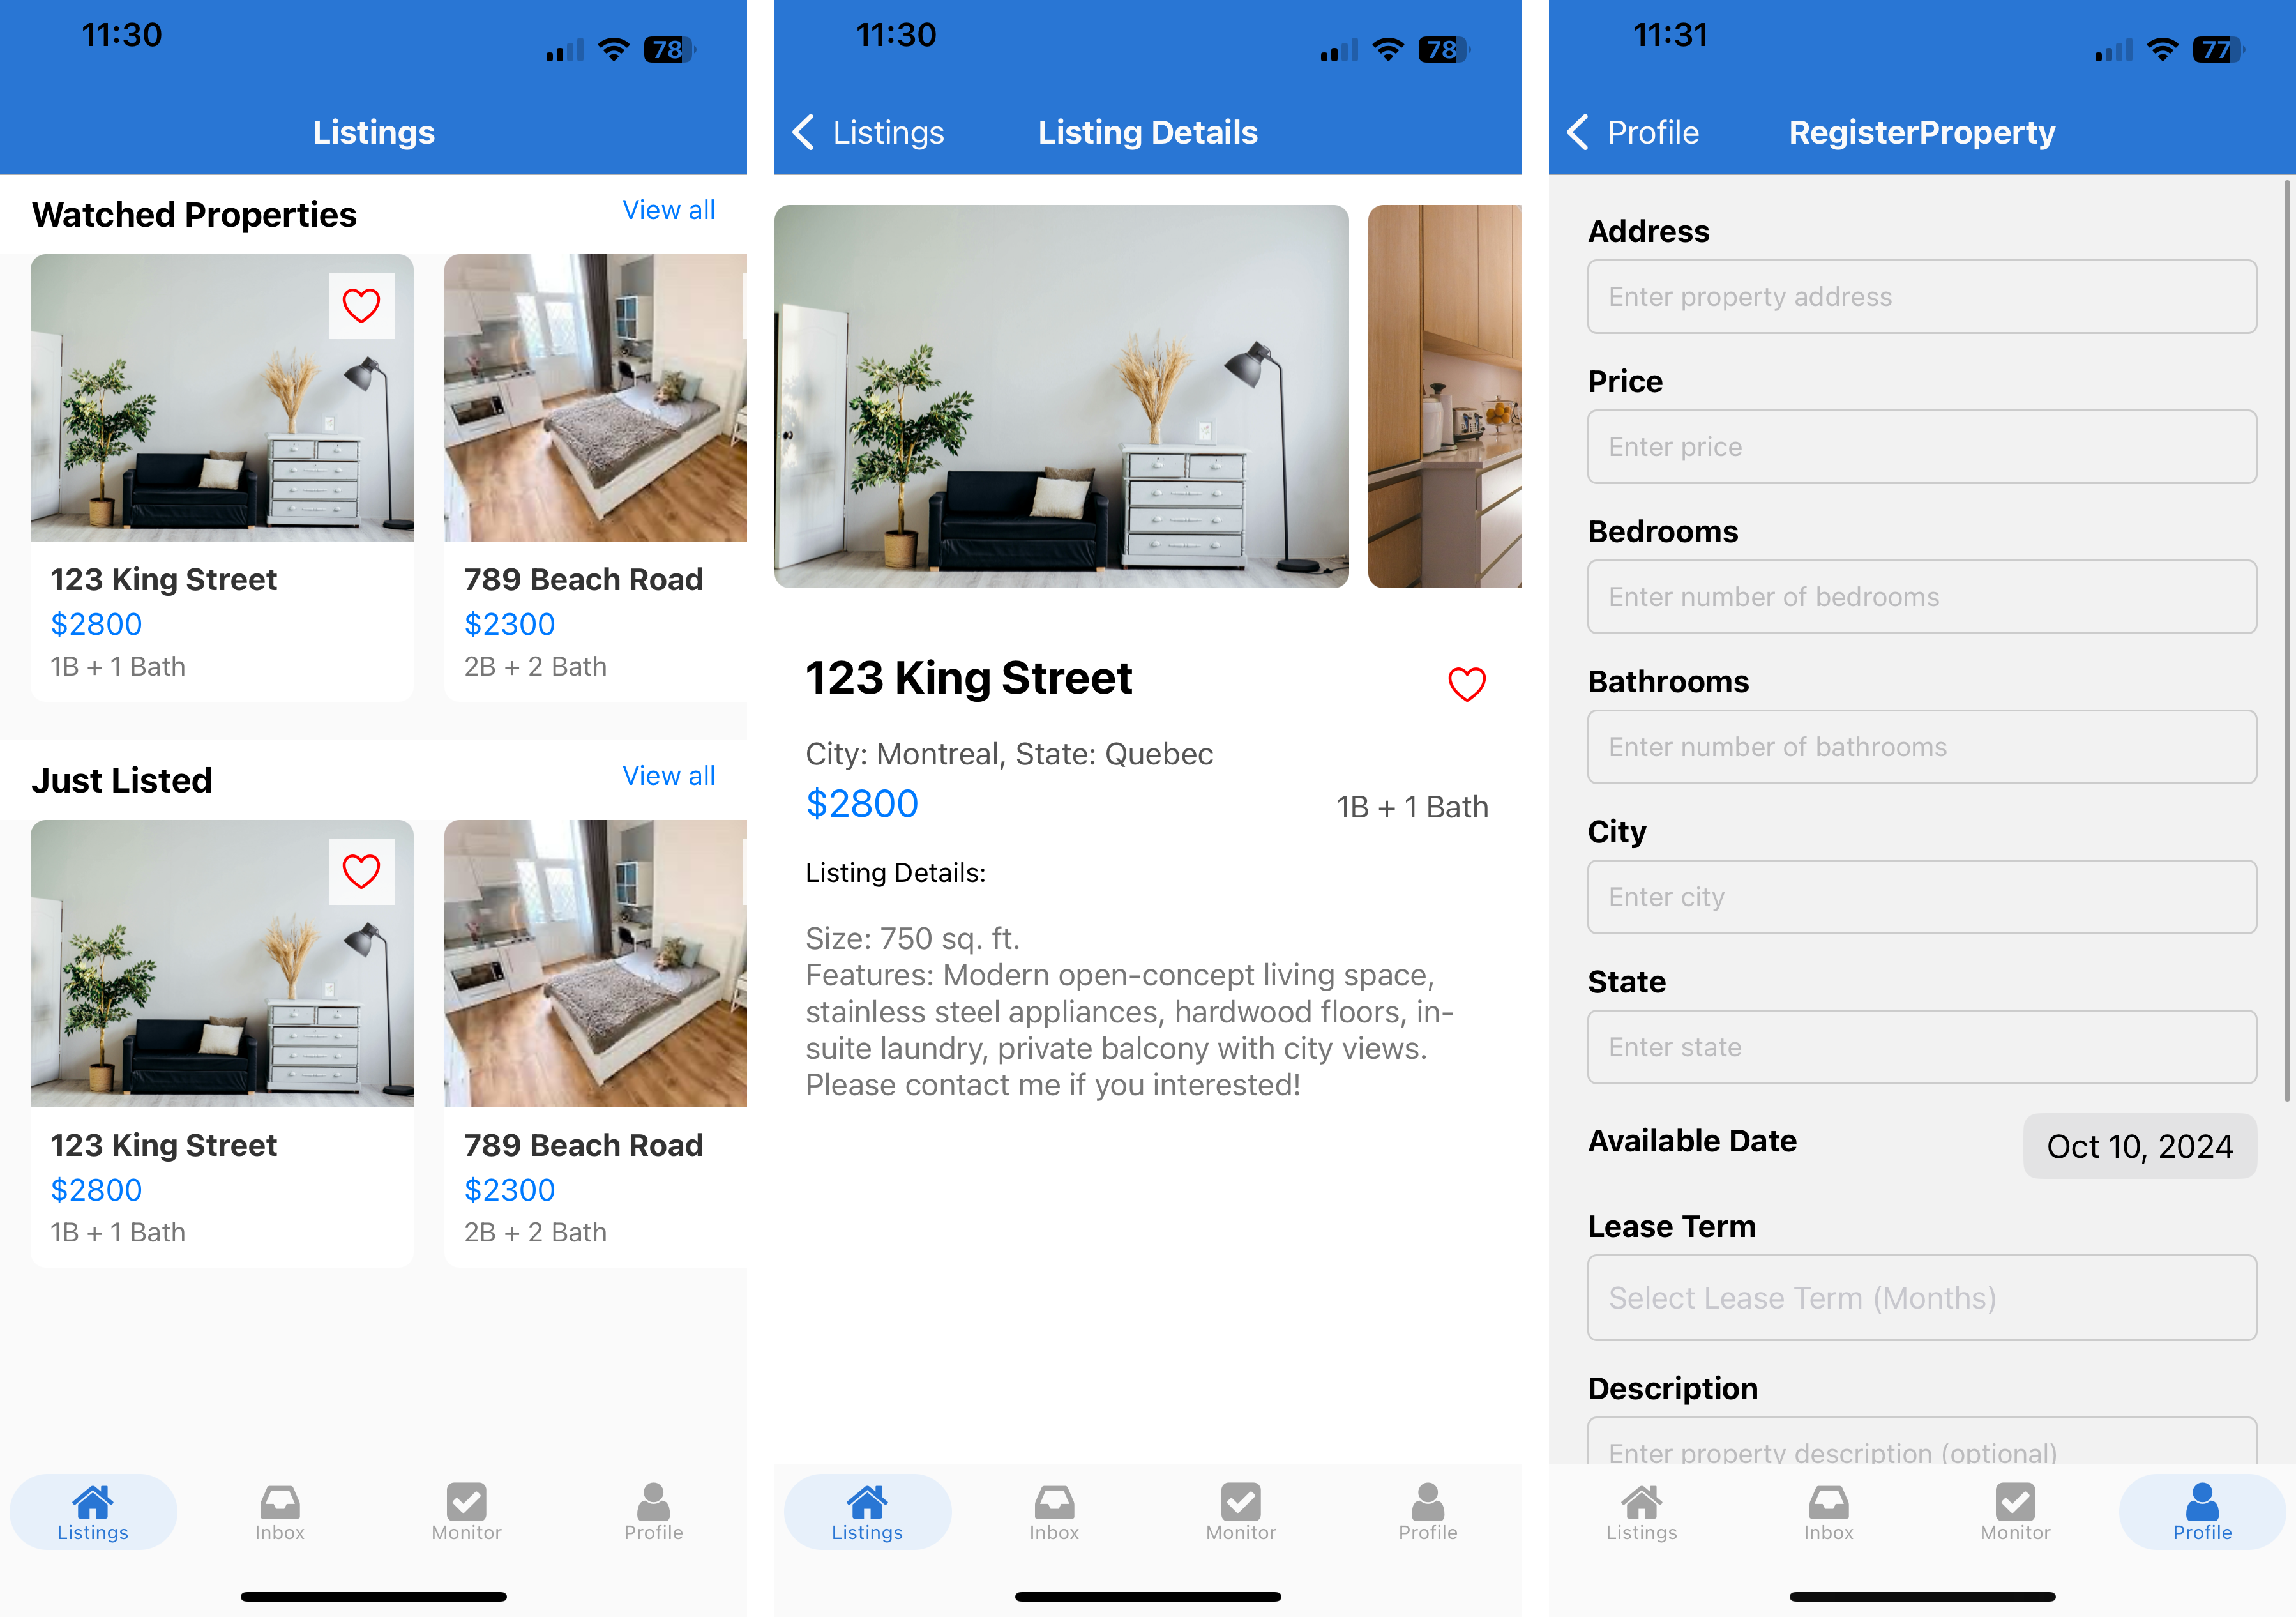 11:30
78
Listings
Watched Properties
View all
123 King Street
$2800
1B + 1 Bath
789 Beach Road
$2300
2B + 2 Bath
Just Listed
View all
123 King Street
$2800
1B + 1 Bath
789 Beach Road
$2300
2B + 2 Bath
Listings
Inbox
Monitor
Profile
11:30
78
Listings
Listing Details
123 King Street
City: Montreal, State: Quebec
$2800
1B + 1 Bath
Listing Details:
Size: 750 sq. ft.
Features: Modern open-concept living space,
stainless steel appliances, hardwood floors, in-
suite laundry, private balcony with city views.
Please contact me if you interested!
Listings
Inbox
Monitor
Profile
11:31
77
Profile
RegisterProperty
Address
Enter property address
Price
Enter price
Bedrooms
Enter number of bedrooms
Bathrooms
Enter number of bathrooms
City
Enter city
State
Enter state
Available Date
Oct 10, 2024
Lease Term
Select Lease Term (Months)
Description
Enter property description (optional)
Listings
Inbox
Monitor
Profile